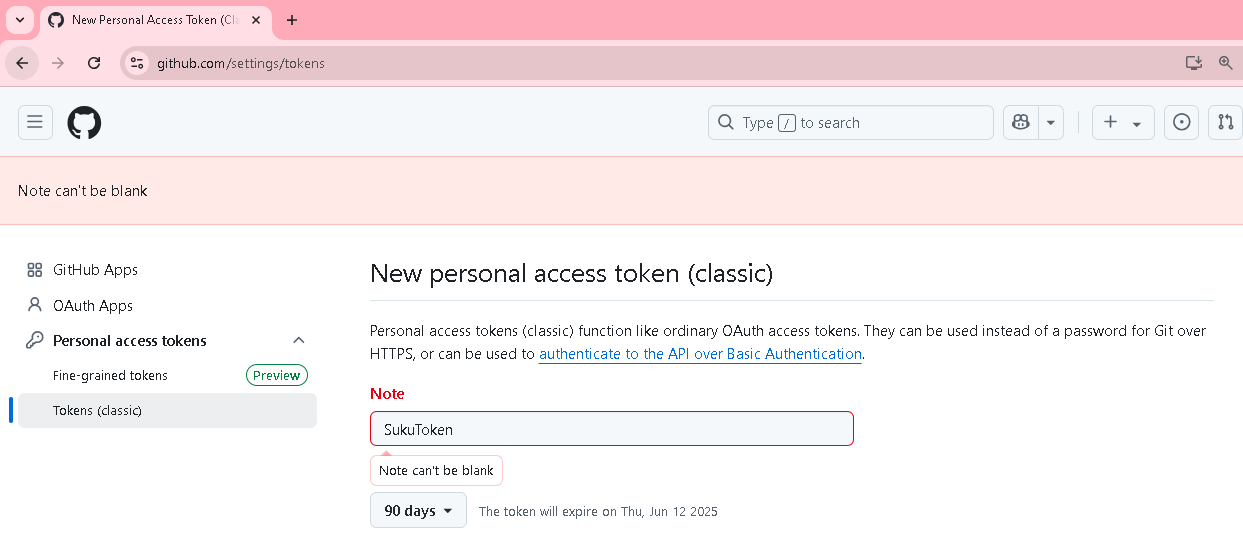 New Personal Access Token (Cla
github.com/settings/tokens
Type / to search
Note can't be blank
GitHub Apps
OAuth Apps
Personal access tokens
Fine-grained tokens
Preview
Tokens (classic)
New personal access token (classic)
Personal access tokens (classic) function like ordinary OAuth access tokens. They can be used instead of a password for Git over
HTTPS, or can be used to authenticate to the API over Basic Authentication.
Note
SukuToken
Note can't be blank
90 days
The token will expire on Thu, Jun 12 2025